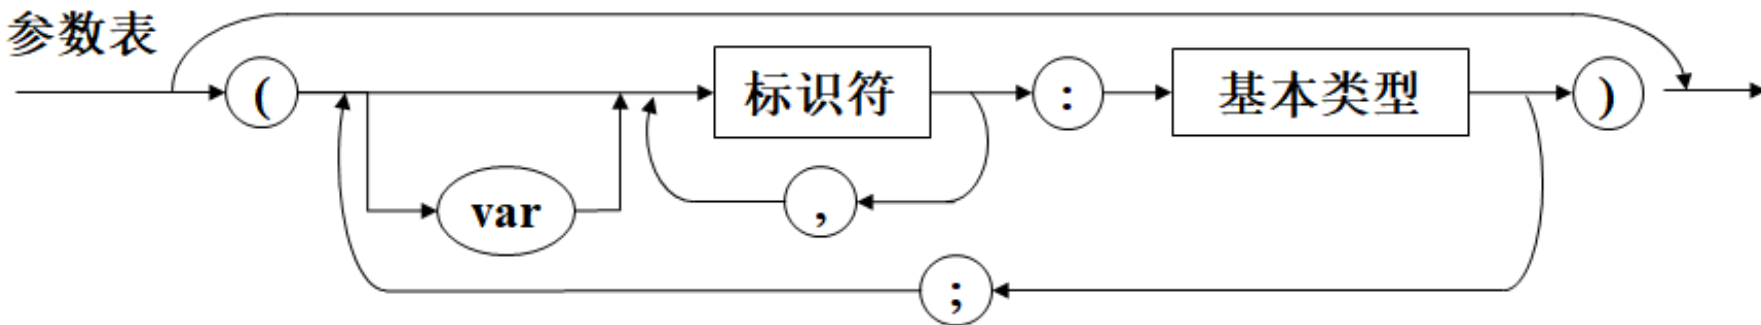 参数表
( 标识符 : 基本类型 )
var ,
;